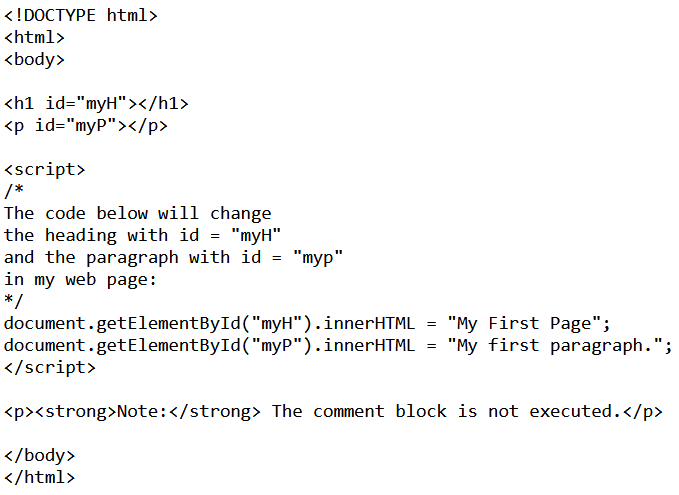 <!DOCTYPE html>
<html>
<body>
<h1 id="myH"></h1>
<p id="myP"></p>
<script>
/*
The code below will change
the heading with id = "myH"
and the paragraph with id = "myp"
in my web page:
*/
document.getElementById("myH").innerHTML = "My First Page";
document.getElementById("myP").innerHTML = "My first paragraph.";
</script>
<p><strong>Note:</strong> The comment block is not executed.</p>
</body>
</html>